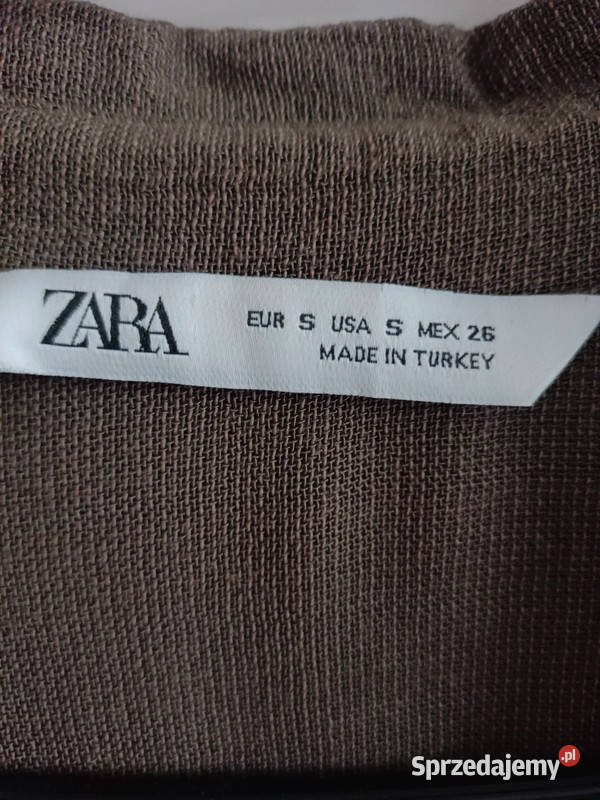 ZARA
EUR S USA S MEX 26
MADE IN TURKEY
Sprzedajemy.pl